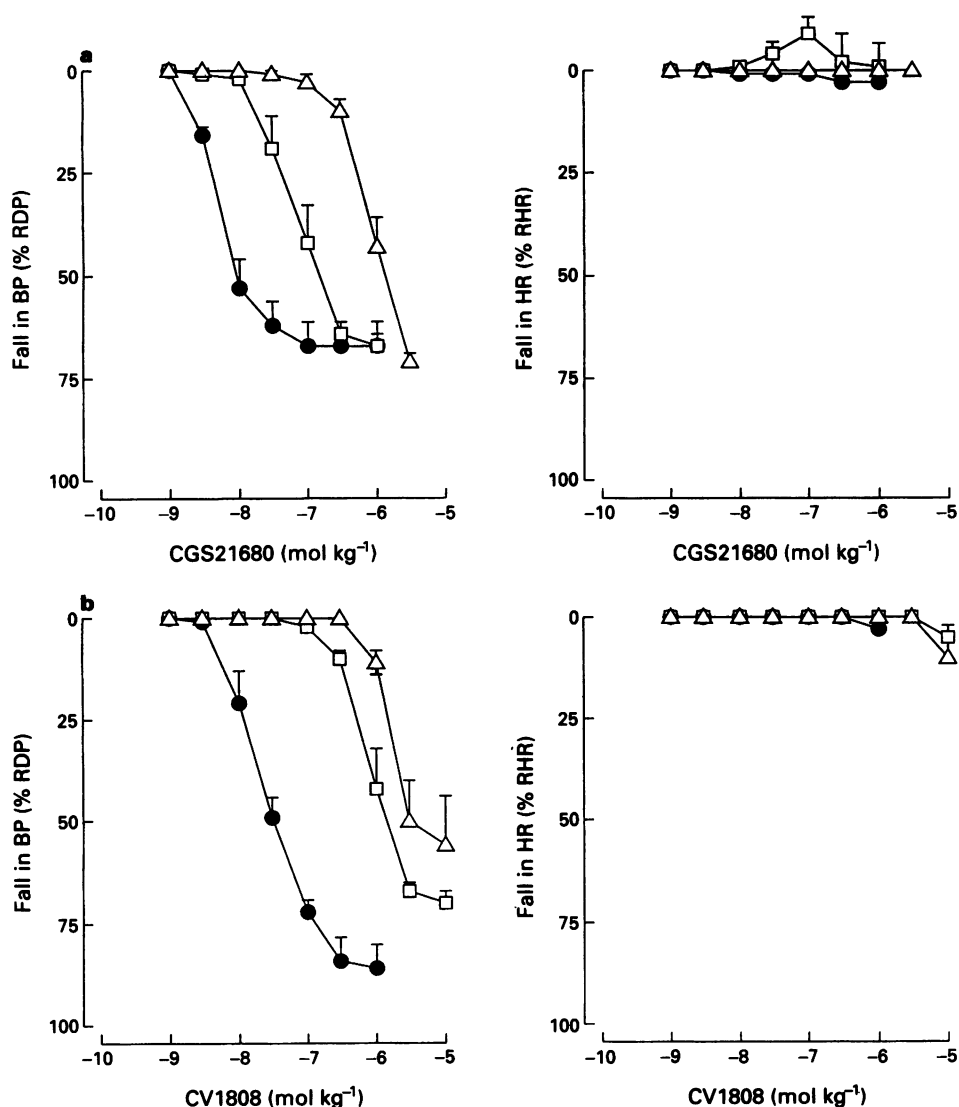 a
0
25
50
75
100
Fall in BP (% RDP)
−10 −9 −8 −7 −6 −5
CGS21680 (mol kg⁻¹)
0
25
50
75
100
Fall in HR (% RHR)
−10 −9 −8 −7 −6 −5
CGS21680 (mol kg⁻¹)
b
0
25
50
75
100
Fall in BP (% RDP)
−10 −9 −8 −7 −6 −5
CV1808 (mol kg⁻¹)
0
25
50
75
100
Fall in HR (% RHR)
−10 −9 −8 −7 −6 −5
CV1808 (mol kg⁻¹)